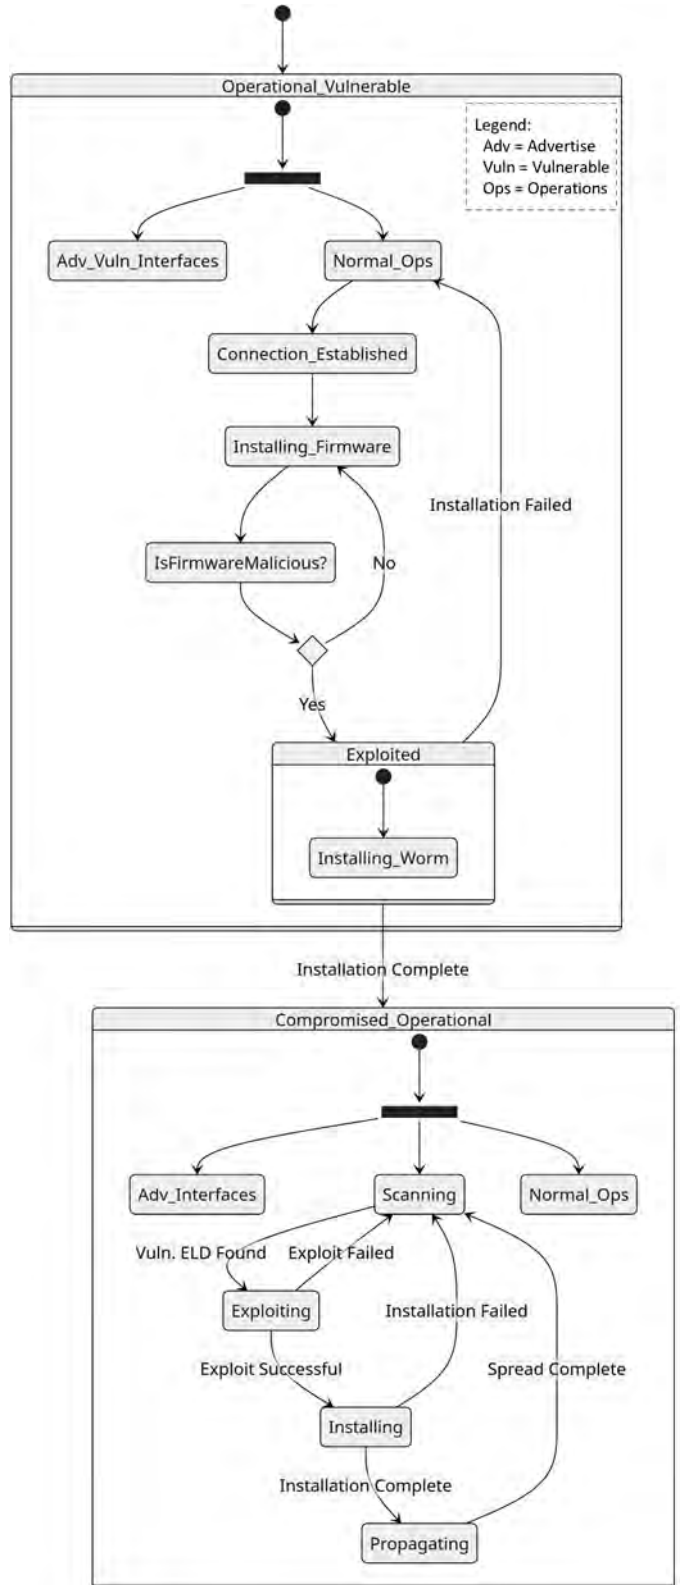 Operational_Vulnerable
Legend:
Adv = Advertise
Vuln = Vulnerable
Ops = Operations
Adv_Vuln_Interfaces
Normal_Ops
Connection_Established
Installing_Firmware
Installation Failed
IsFirmwareMalicious?
No
Yes
Exploited
Installing_Worm
Installation Complete
Compromised_Operational
Adv_Interfaces
Scanning
Normal_Ops
Vuln. ELD Found
Exploit Failed
Exploiting
Installation Failed
Exploit Successful
Spread Complete
Installing
Installation Complete
Propagating